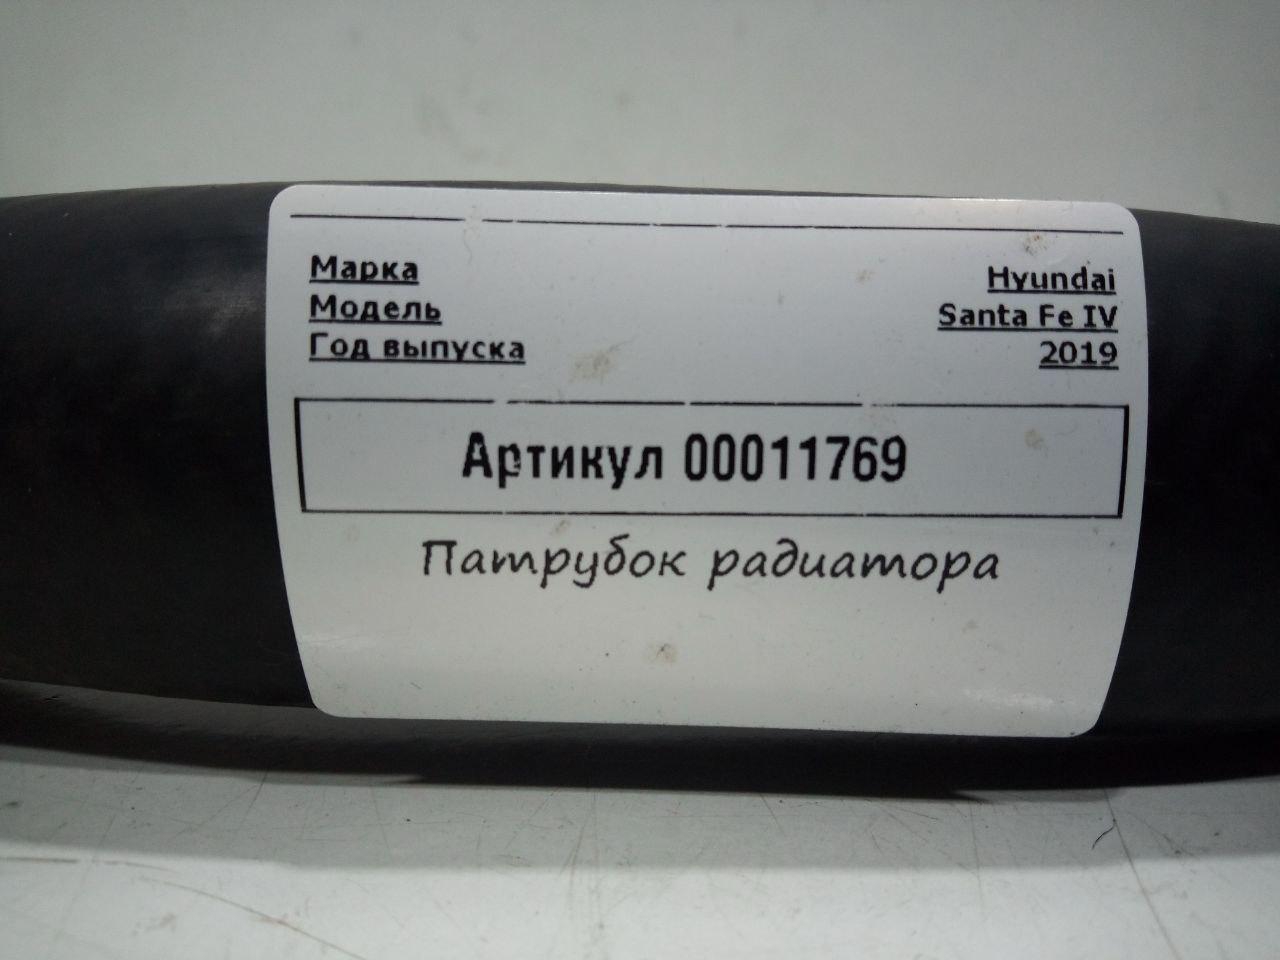 Марка Hyundai
Модель Santa Fe IV
Год выпуска 2019
Артикул 00011769
Патрубок радиатора